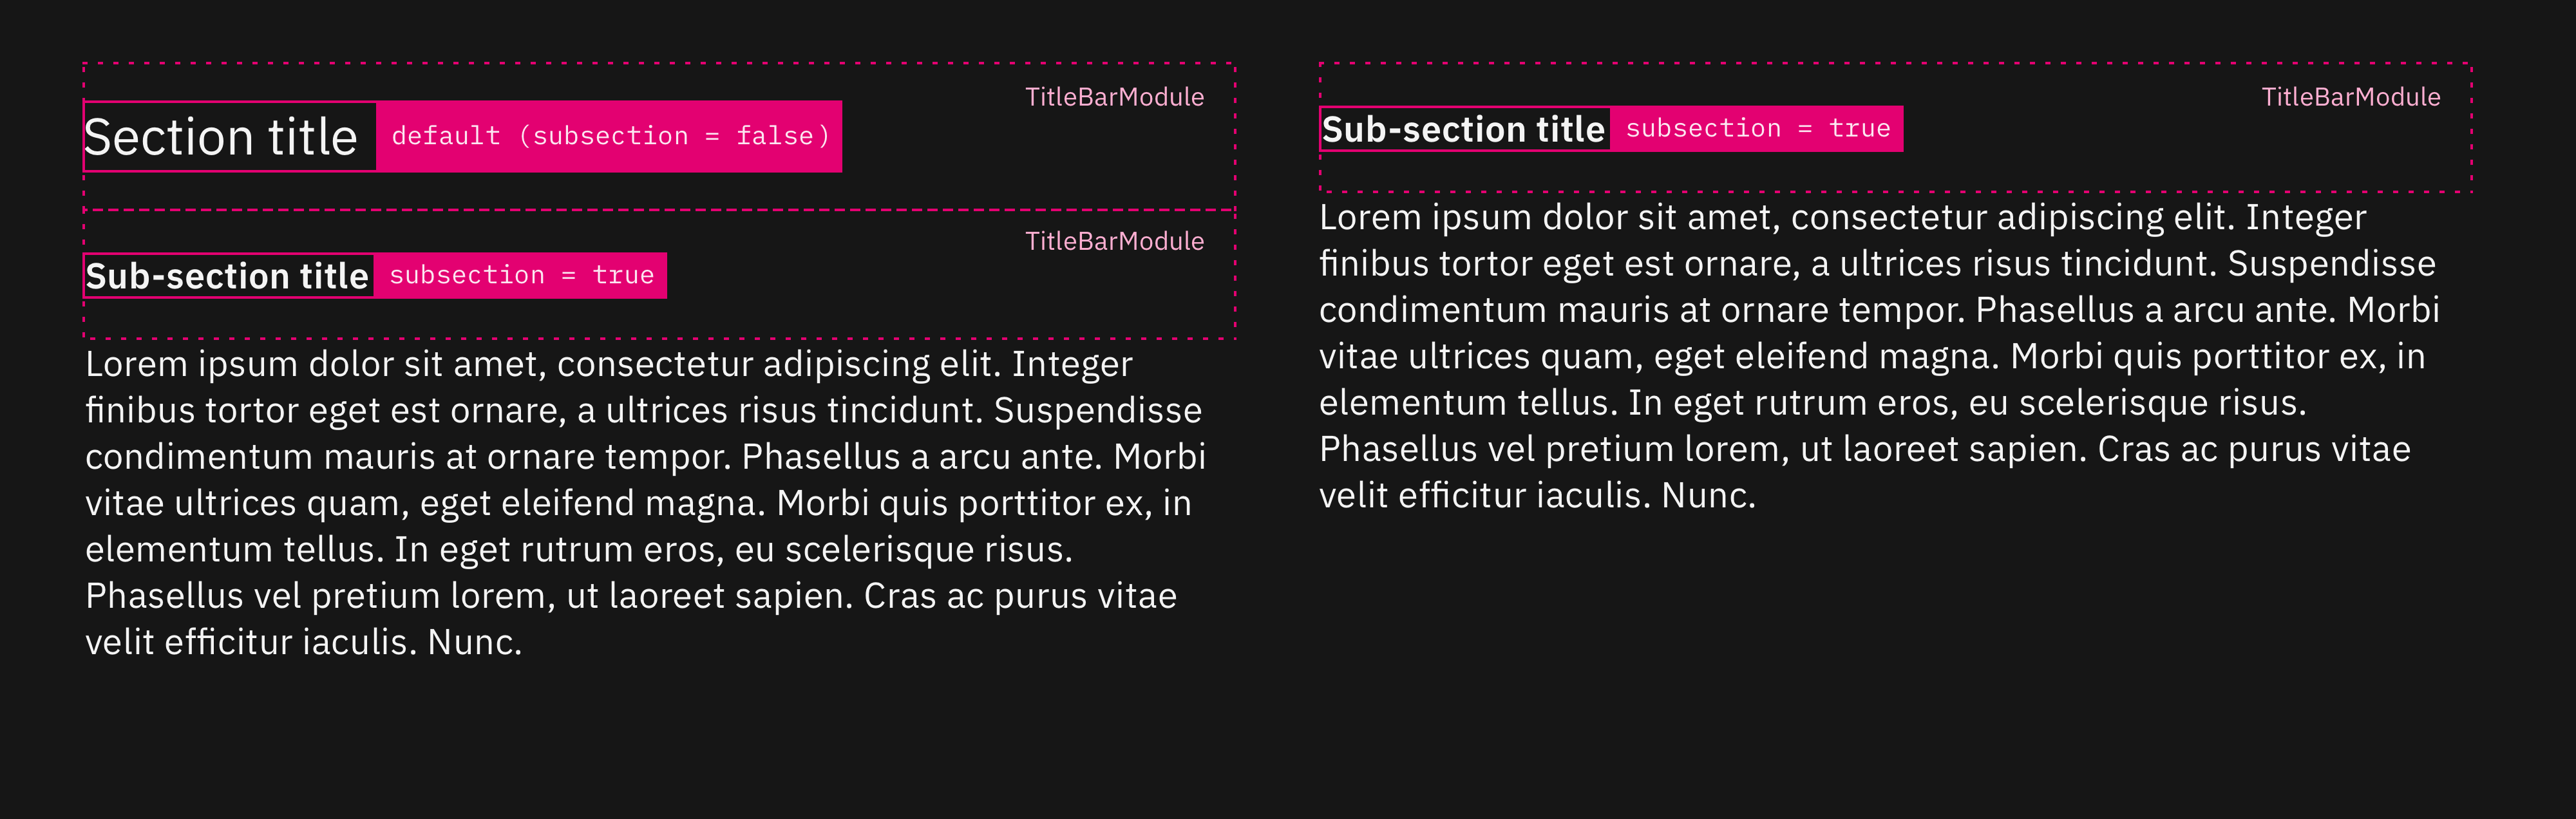 TitleBarModule
Section title default (subsection = false)
TitleBarModule
Sub-section title subsection = true
Lorem ipsum dolor sit amet, consectetur adipiscing elit. Integer
finibus tortor eget est ornare, a ultrices risus tincidunt. Suspendisse
condimentum mauris at ornare tempor. Phasellus a arcu ante. Morbi
vitae ultrices quam, eget eleifend magna. Morbi quis porttitor ex, in
elementum tellus. In eget rutrum eros, eu scelerisque risus.
Phasellus vel pretium lorem, ut laoreet sapien. Cras ac purus vitae
velit efficitur iaculis. Nunc.
TitleBarModule
Sub-section title subsection = true
Lorem ipsum dolor sit amet, consectetur adipiscing elit. Integer
finibus tortor eget est ornare, a ultrices risus tincidunt. Suspendisse
condimentum mauris at ornare tempor. Phasellus a arcu ante. Morbi
vitae ultrices quam, eget eleifend magna. Morbi quis porttitor ex, in
elementum tellus. In eget rutrum eros, eu scelerisque risus.
Phasellus vel pretium lorem, ut laoreet sapien. Cras ac purus vitae
velit efficitur iaculis. Nunc.